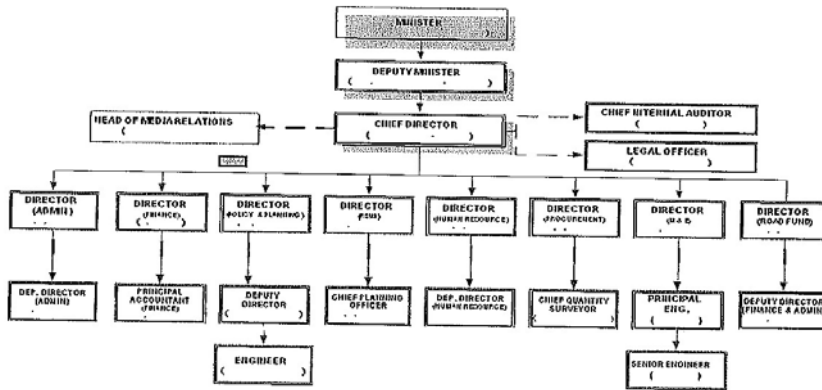 MINISTER
( )
DEPUTY MINISTER
( )
HEAD OF MEDIA RELATIONS
( )
CHIEF DIRECTOR
( )
CHIEF INTERNAL AUDITOR
( )
LEGAL OFFICER
( )
DIRECTOR
(ADMIN)
DIRECTOR
(FINANCE)
( )
DIRECTOR
(POLICY & PLANNING)
DIRECTOR
DIRECTOR
(HUMAN RESOURCE)
DIRECTOR
(PROCUREMENT)
DIRECTOR
(M & E)
DIRECTOR
(ROAD FUND)
DEP. DIRECTOR
(ADMIN)
PRINCIPAL
ACCOUNTANT
(FINANCE)
DEPUTY
DIRECTOR
( )
CHIEF PLANNING
OFFICER
DEP. DIRECTOR
(HUMAN RESOURCE)
CHIEF QUANTITY
SURVEYOR
( )
PRINCIPAL
ENG.
( )
DEPUTY DIRECTOR
(FINANCE & ADMIN)
ENGINEER
( )
SENIOR ENGINEER
( )